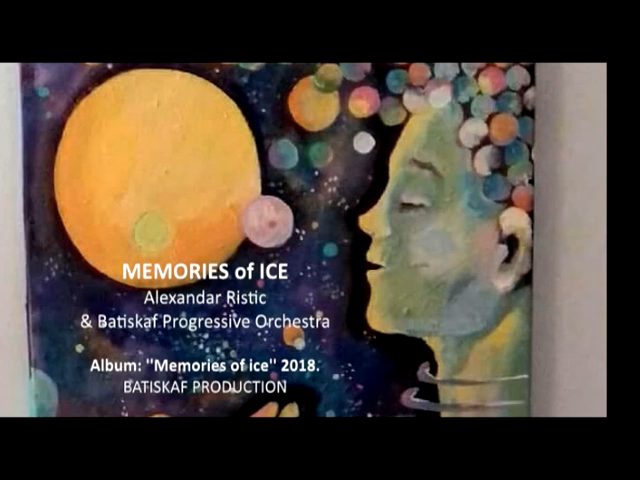 MEMORIES of ICE
Alexandar Ristic
& Batiskaf Progressive Orchestra
Album: "Memories of ice" 2018.
BATISKAF PRODUCTION